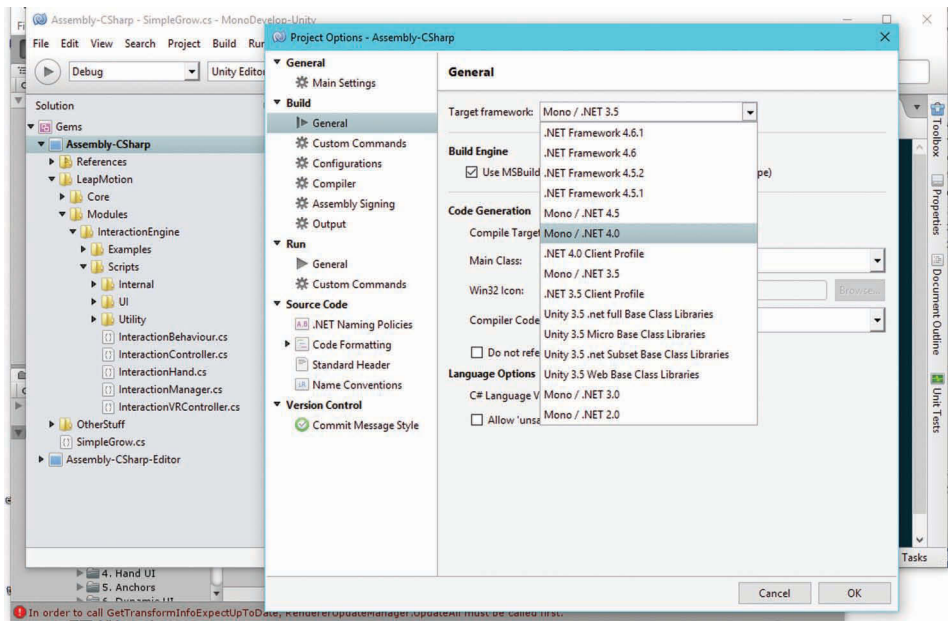 Assembly-CSharp - SimpleGrow.cs - MonoDevelop-Unity
File Edit View Search Project Build Run
Debug
Unity Editor
Solution
Gems
Assembly-CSharp
References
LeapMotion
Core
Modules
InteractionEngine
Examples
Scripts
Internal
UI
Utility
InteractionBehaviour.cs
InteractionController.cs
InteractionHand.cs
InteractionManager.cs
InteractionVRController.cs
OtherStuff
SimpleGrow.cs
Assembly-CSharp-Editor
Project Options - Assembly-CSharp
General
Main Settings
Build
General
Custom Commands
Configurations
Compiler
Assembly Signing
Output
Run
General
Custom Commands
Source Code
.NET Naming Policies
Code Formatting
Standard Header
Name Conventions
Version Control
Commit Message Style
General
Target framework: Mono / .NET 3.5
.NET Framework 4.6.1
Build Engine
.NET Framework 4.6
Use MSBuild
.NET Framework 4.5.2
.NET Framework 4.5.1
Code Generation
Mono / .NET 4.5
Compile Target
Mono / .NET 4.0
.NET 4.0 Client Profile
Main Class:
Mono / .NET 3.5
Win32 Icon:
.NET 3.5 Client Profile
Browse...
Unity 3.5 .net full Base Class Libraries
Compiler Code
Unity 3.5 Micro Base Class Libraries
Do not refe
Unity 3.5 .net Subset Base Class Libraries
Language Options
Unity 3.5 Web Base Class Libraries
C# Language V
Mono / .NET 3.0
Allow 'unsa
Mono / .NET 2.0
Cancel
OK
Toolbox
Properties
Document Outline
Unit Tests
Tasks
4. Hand UI
5. Anchors
6. Dynamic UI
In order to call GetTransformInfoExpectUpToDate, RendererUpdateManager.UpdateAll must be called first.